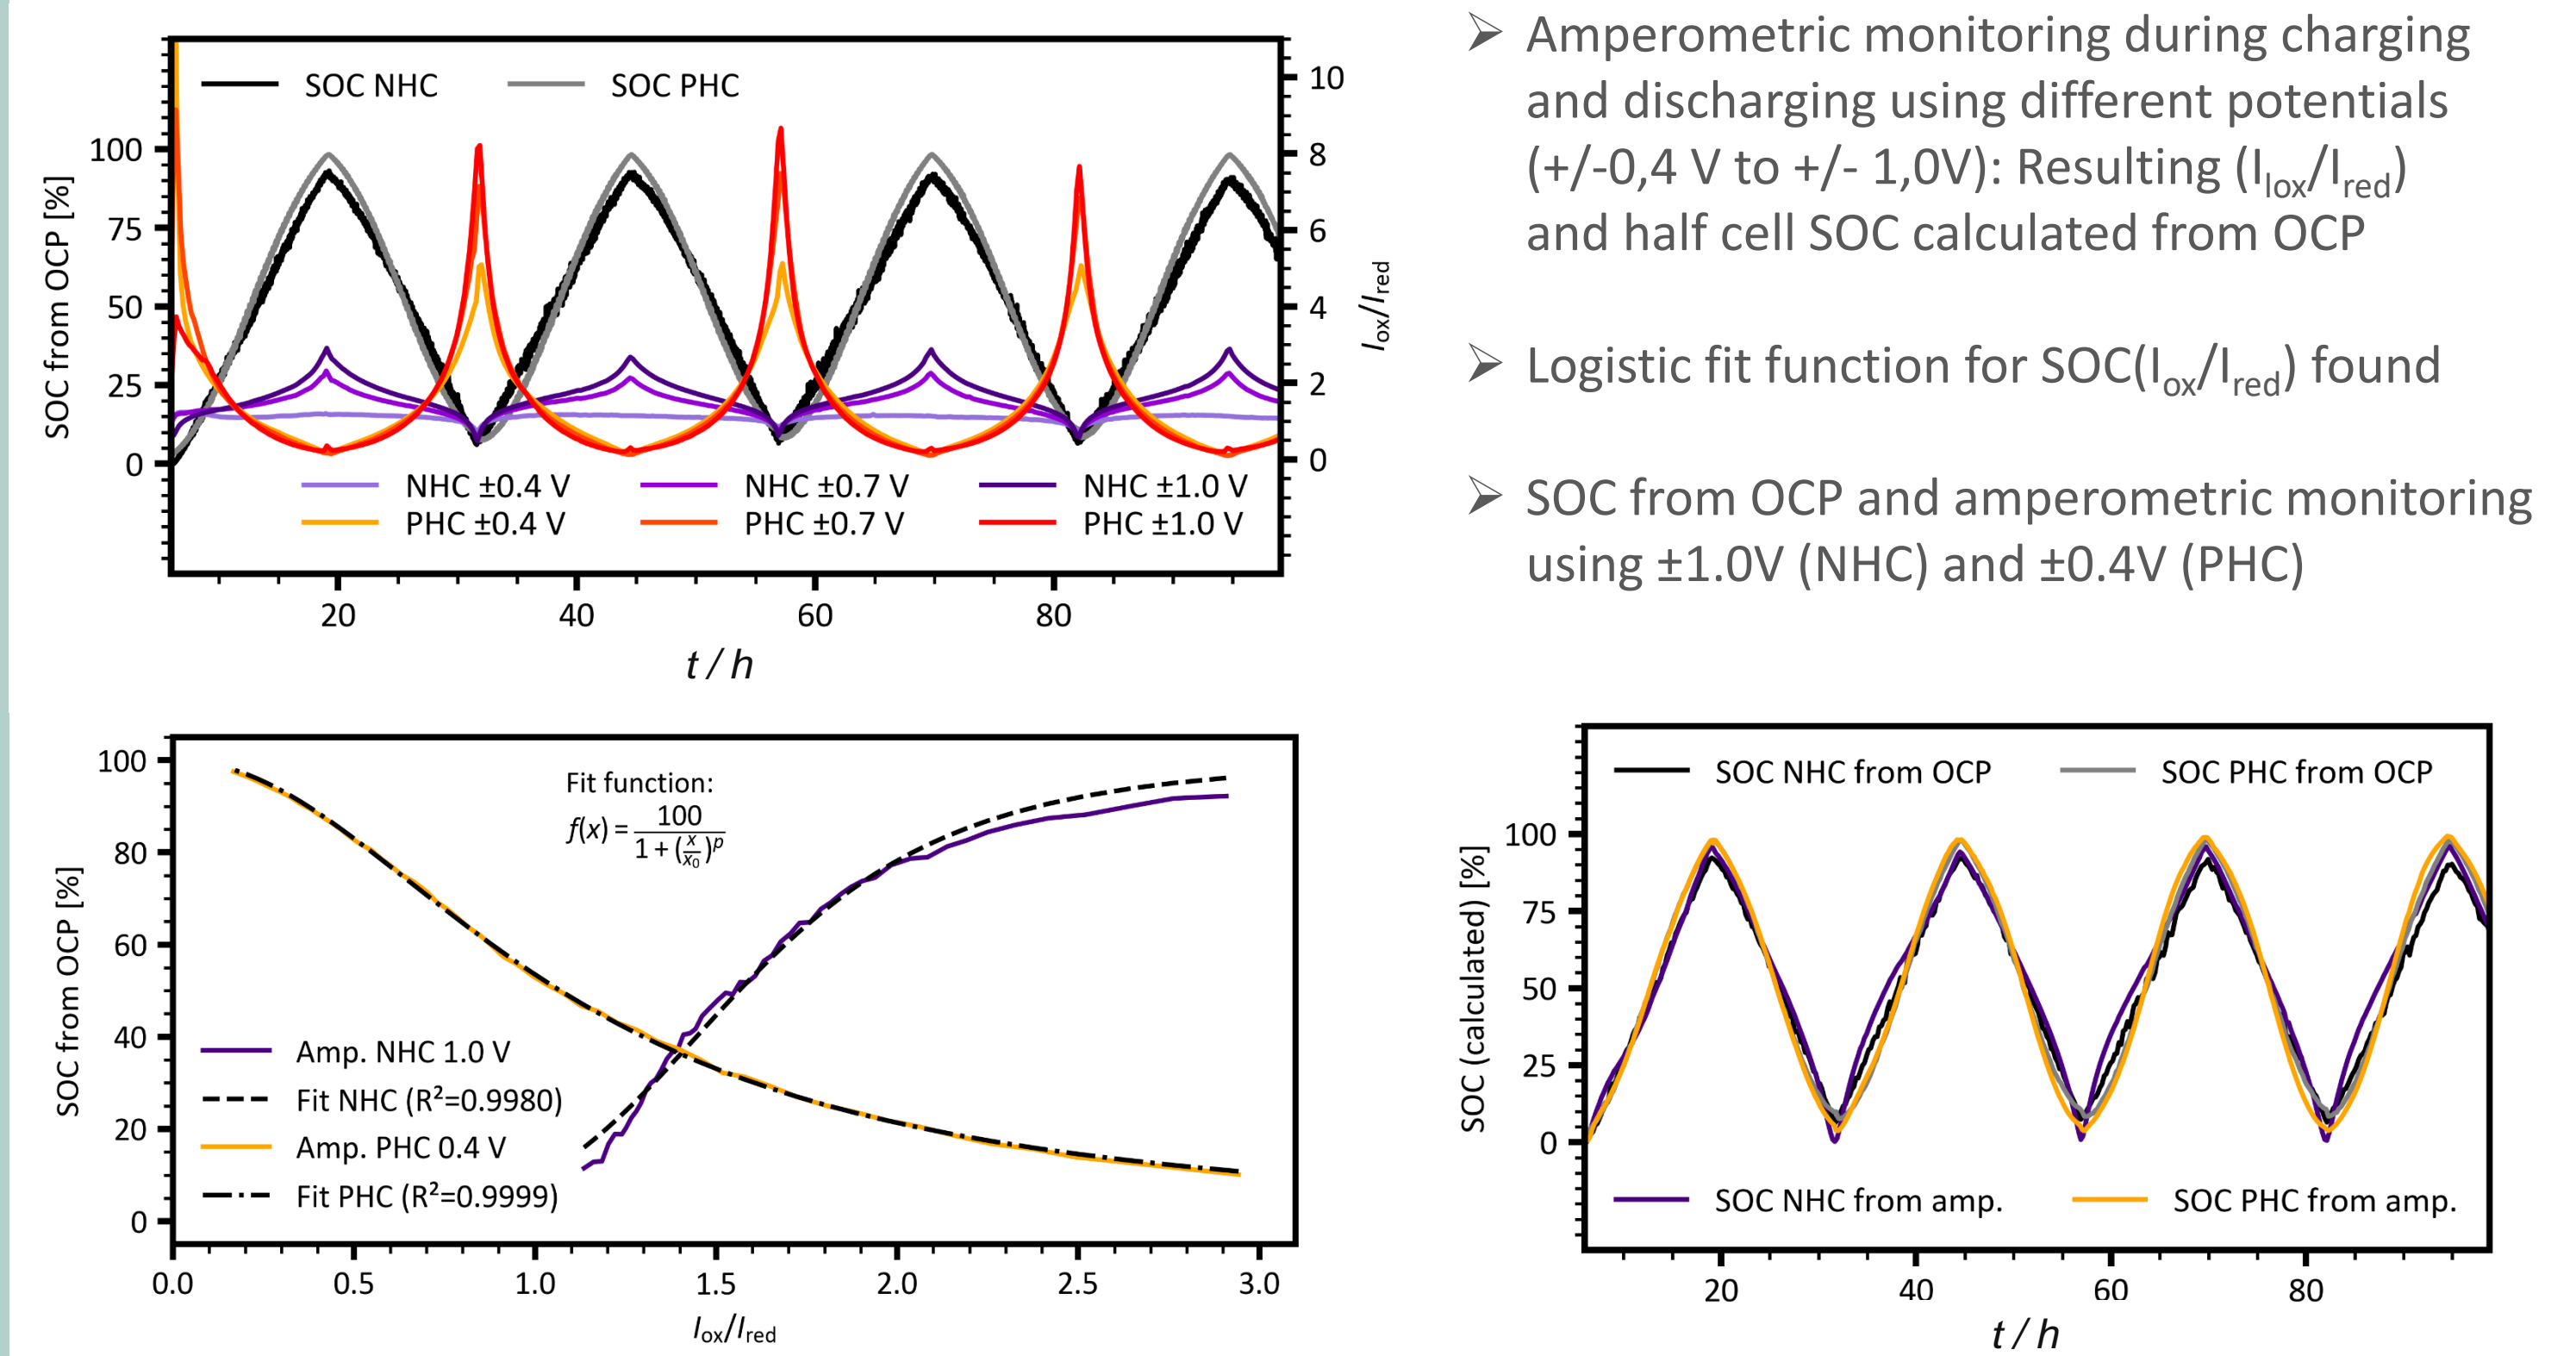 SOC NHC
SOC PHC
100
75
50
25
0
SOC from OCP [%]
10
8
6
4
2
0
Iox/Ired
NHC ±0.4 V
NHC ±0.7 V
NHC ±1.0 V
PHC ±0.4 V
PHC ±0.7 V
PHC ±1.0 V
20
40
60
80
t / h
➢ Amperometric monitoring during charging
and discharging using different potentials
(+/-0,4 V to +/- 1,0V): Resulting (Ilox/Ired)
and half cell SOC calculated from OCP
➢ Logistic fit function for SOC(Iox/Ired) found
➢ SOC from OCP and amperometric monitoring
using ±1.0V (NHC) and ±0.4V (PHC)
100
80
60
40
20
0
SOC from OCP [%]
Fit function:
f(x) = 100 / 1 + (x/x0)^p
Amp. NHC 1.0 V
Fit NHC (R²=0.9980)
Amp. PHC 0.4 V
Fit PHC (R²=0.9999)
0.0
0.5
1.0
1.5
2.0
2.5
3.0
Iox/Ired
SOC NHC from OCP
SOC PHC from OCP
100
75
50
25
0
SOC (calculated) [%]
SOC NHC from amp.
SOC PHC from amp.
20
40
60
80
t / h